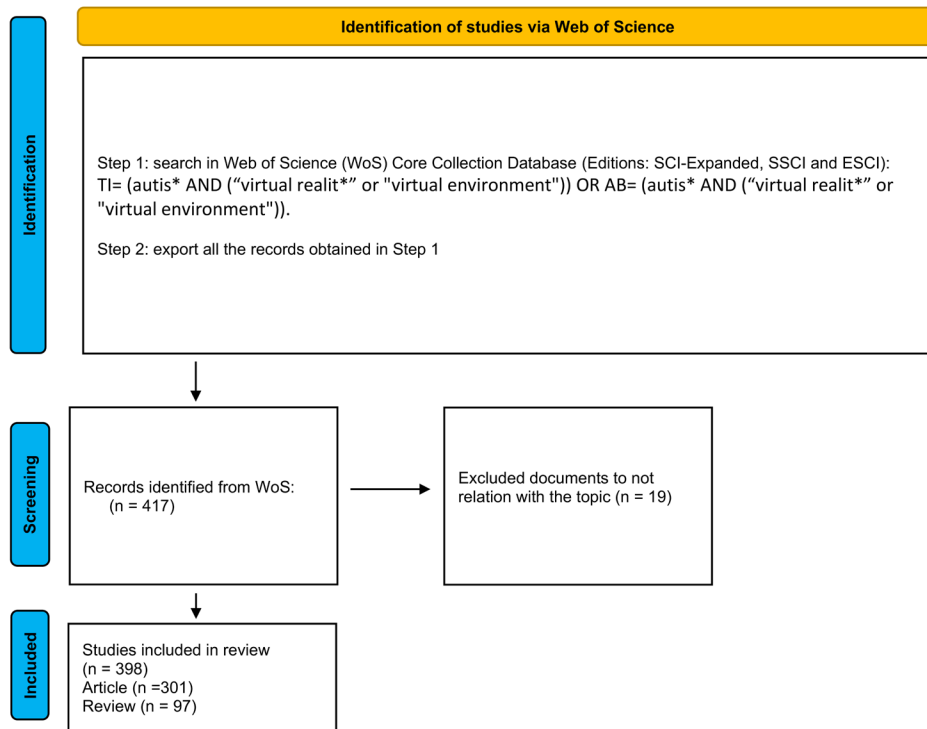 Identification of studies via Web of Science
Identification
Step 1: search in Web of Science (WoS) Core Collection Database (Editions: SCI-Expanded, SSCI and ESCI):
TI= (autis* AND (“virtual realit*” or "virtual environment")) OR AB= (autis* AND (“virtual realit*” or
"virtual environment")).
Step 2: export all the records obtained in Step 1
Screening
Records identified from WoS:
(n = 417)
Excluded documents to not
relation with the topic (n = 19)
Included
Studies included in review
(n = 398)
Article (n =301)
Review (n = 97)